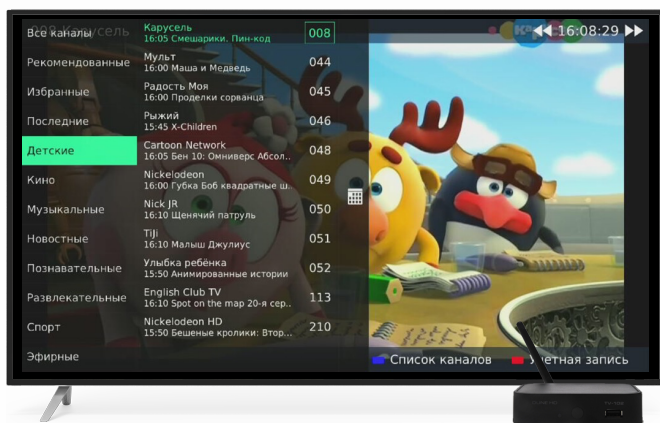 008 Карусель
16:08:29
Все каналы
Рекомендованные
Избранные
Последние
Детские
Кино
Музыкальные
Новостные
Познавательные
Развлекательные
Спорт
Эфирные
Карусель
16:05 Смешарики. Пин-код
008
Мульт
16:00 Маша и Медведь
044
Радость Моя
16:00 Проделки сорванца
045
Рыжий
15:45 X-Children
046
Cartoon Network
16:05 Бен 10: Омниверс Абсол..
048
Nickelodeon
16:00 Губка Боб квадратные ш..
049
Nick JR
16:10 Щенячий патруль
050
TiJi
16:10 Малыш Джулиус
051
Улыбка ребёнка
15:50 Анимированные истории
052
English Club TV
16:10 Spot on the map 20-я сер..
113
Nickelodeon HD
15:50 Бешеные кролики: Втор...
210
Список каналов
Учетная запись